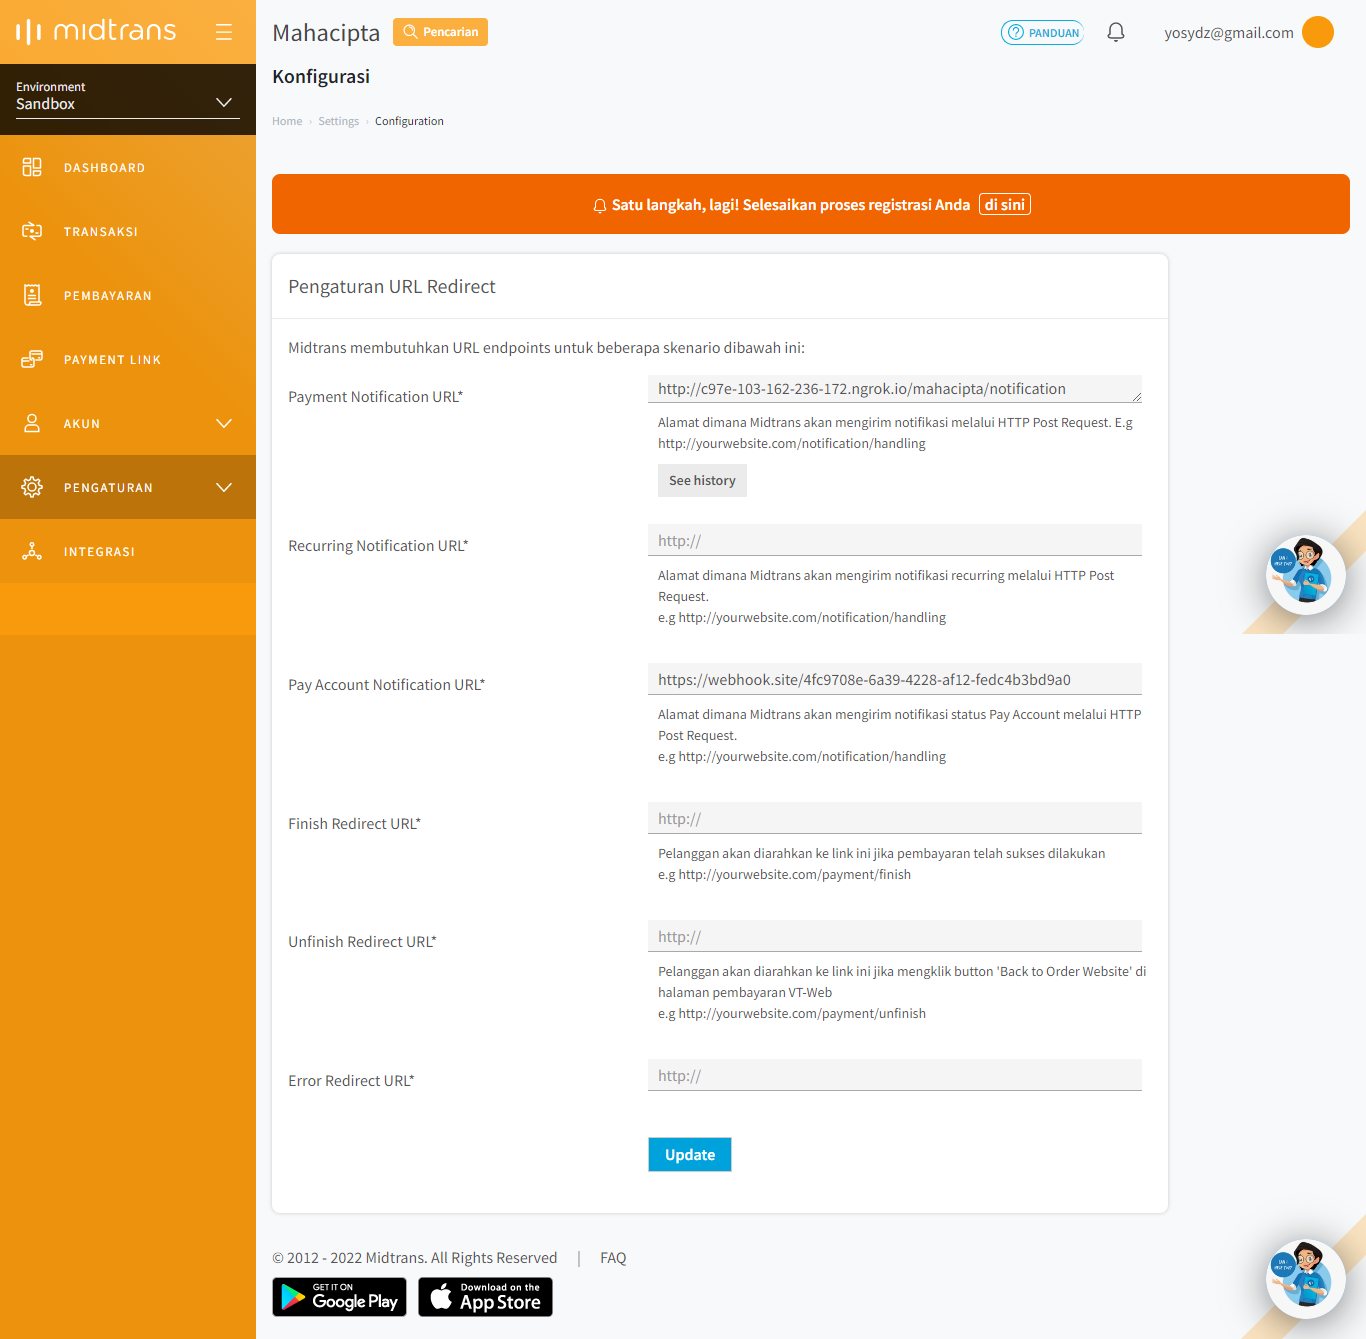 midtrans
Mahacipta
Pencarian
PANDUAN
yosydz@gmail.com
Environment
Sandbox
Konfigurasi
Home › Settings › Configuration
DASHBOARD
TRANSAKSI
PEMBAYARAN
PAYMENT LINK
AKUN
PENGATURAN
INTEGRASI
Satu langkah, lagi! Selesaikan proses registrasi Anda di sini
Pengaturan URL Redirect
Midtrans membutuhkan URL endpoints untuk beberapa skenario dibawah ini:
Payment Notification URL*
http://c97e-103-162-236-172.ngrok.io/mahacipta/notification
Alamat dimana Midtrans akan mengirim notifikasi melalui HTTP Post Request. E.g
http://yourwebsite.com/notification/handling
See history
Recurring Notification URL*
http://
Alamat dimana Midtrans akan mengirim notifikasi recurring melalui HTTP Post
Request.
e.g http://yourwebsite.com/notification/handling
Pay Account Notification URL*
https://webhook.site/4fc9708e-6a39-4228-af12-fedc4b3bd9a0
Alamat dimana Midtrans akan mengirim notifikasi status Pay Account melalui HTTP
Post Request.
e.g http://yourwebsite.com/notification/handling
Finish Redirect URL*
http://
Pelanggan akan diarahkan ke link ini jika pembayaran telah sukses dilakukan
e.g http://yourwebsite.com/payment/finish
Unfinish Redirect URL*
http://
Pelanggan akan diarahkan ke link ini jika mengklik button 'Back to Order Website' di
halaman pembayaran VT-Web
e.g http://yourwebsite.com/payment/unfinish
Error Redirect URL*
http://
Update
© 2012 - 2022 Midtrans. All Rights Reserved | FAQ
GET IT ON
Google Play
Download on the
App Store